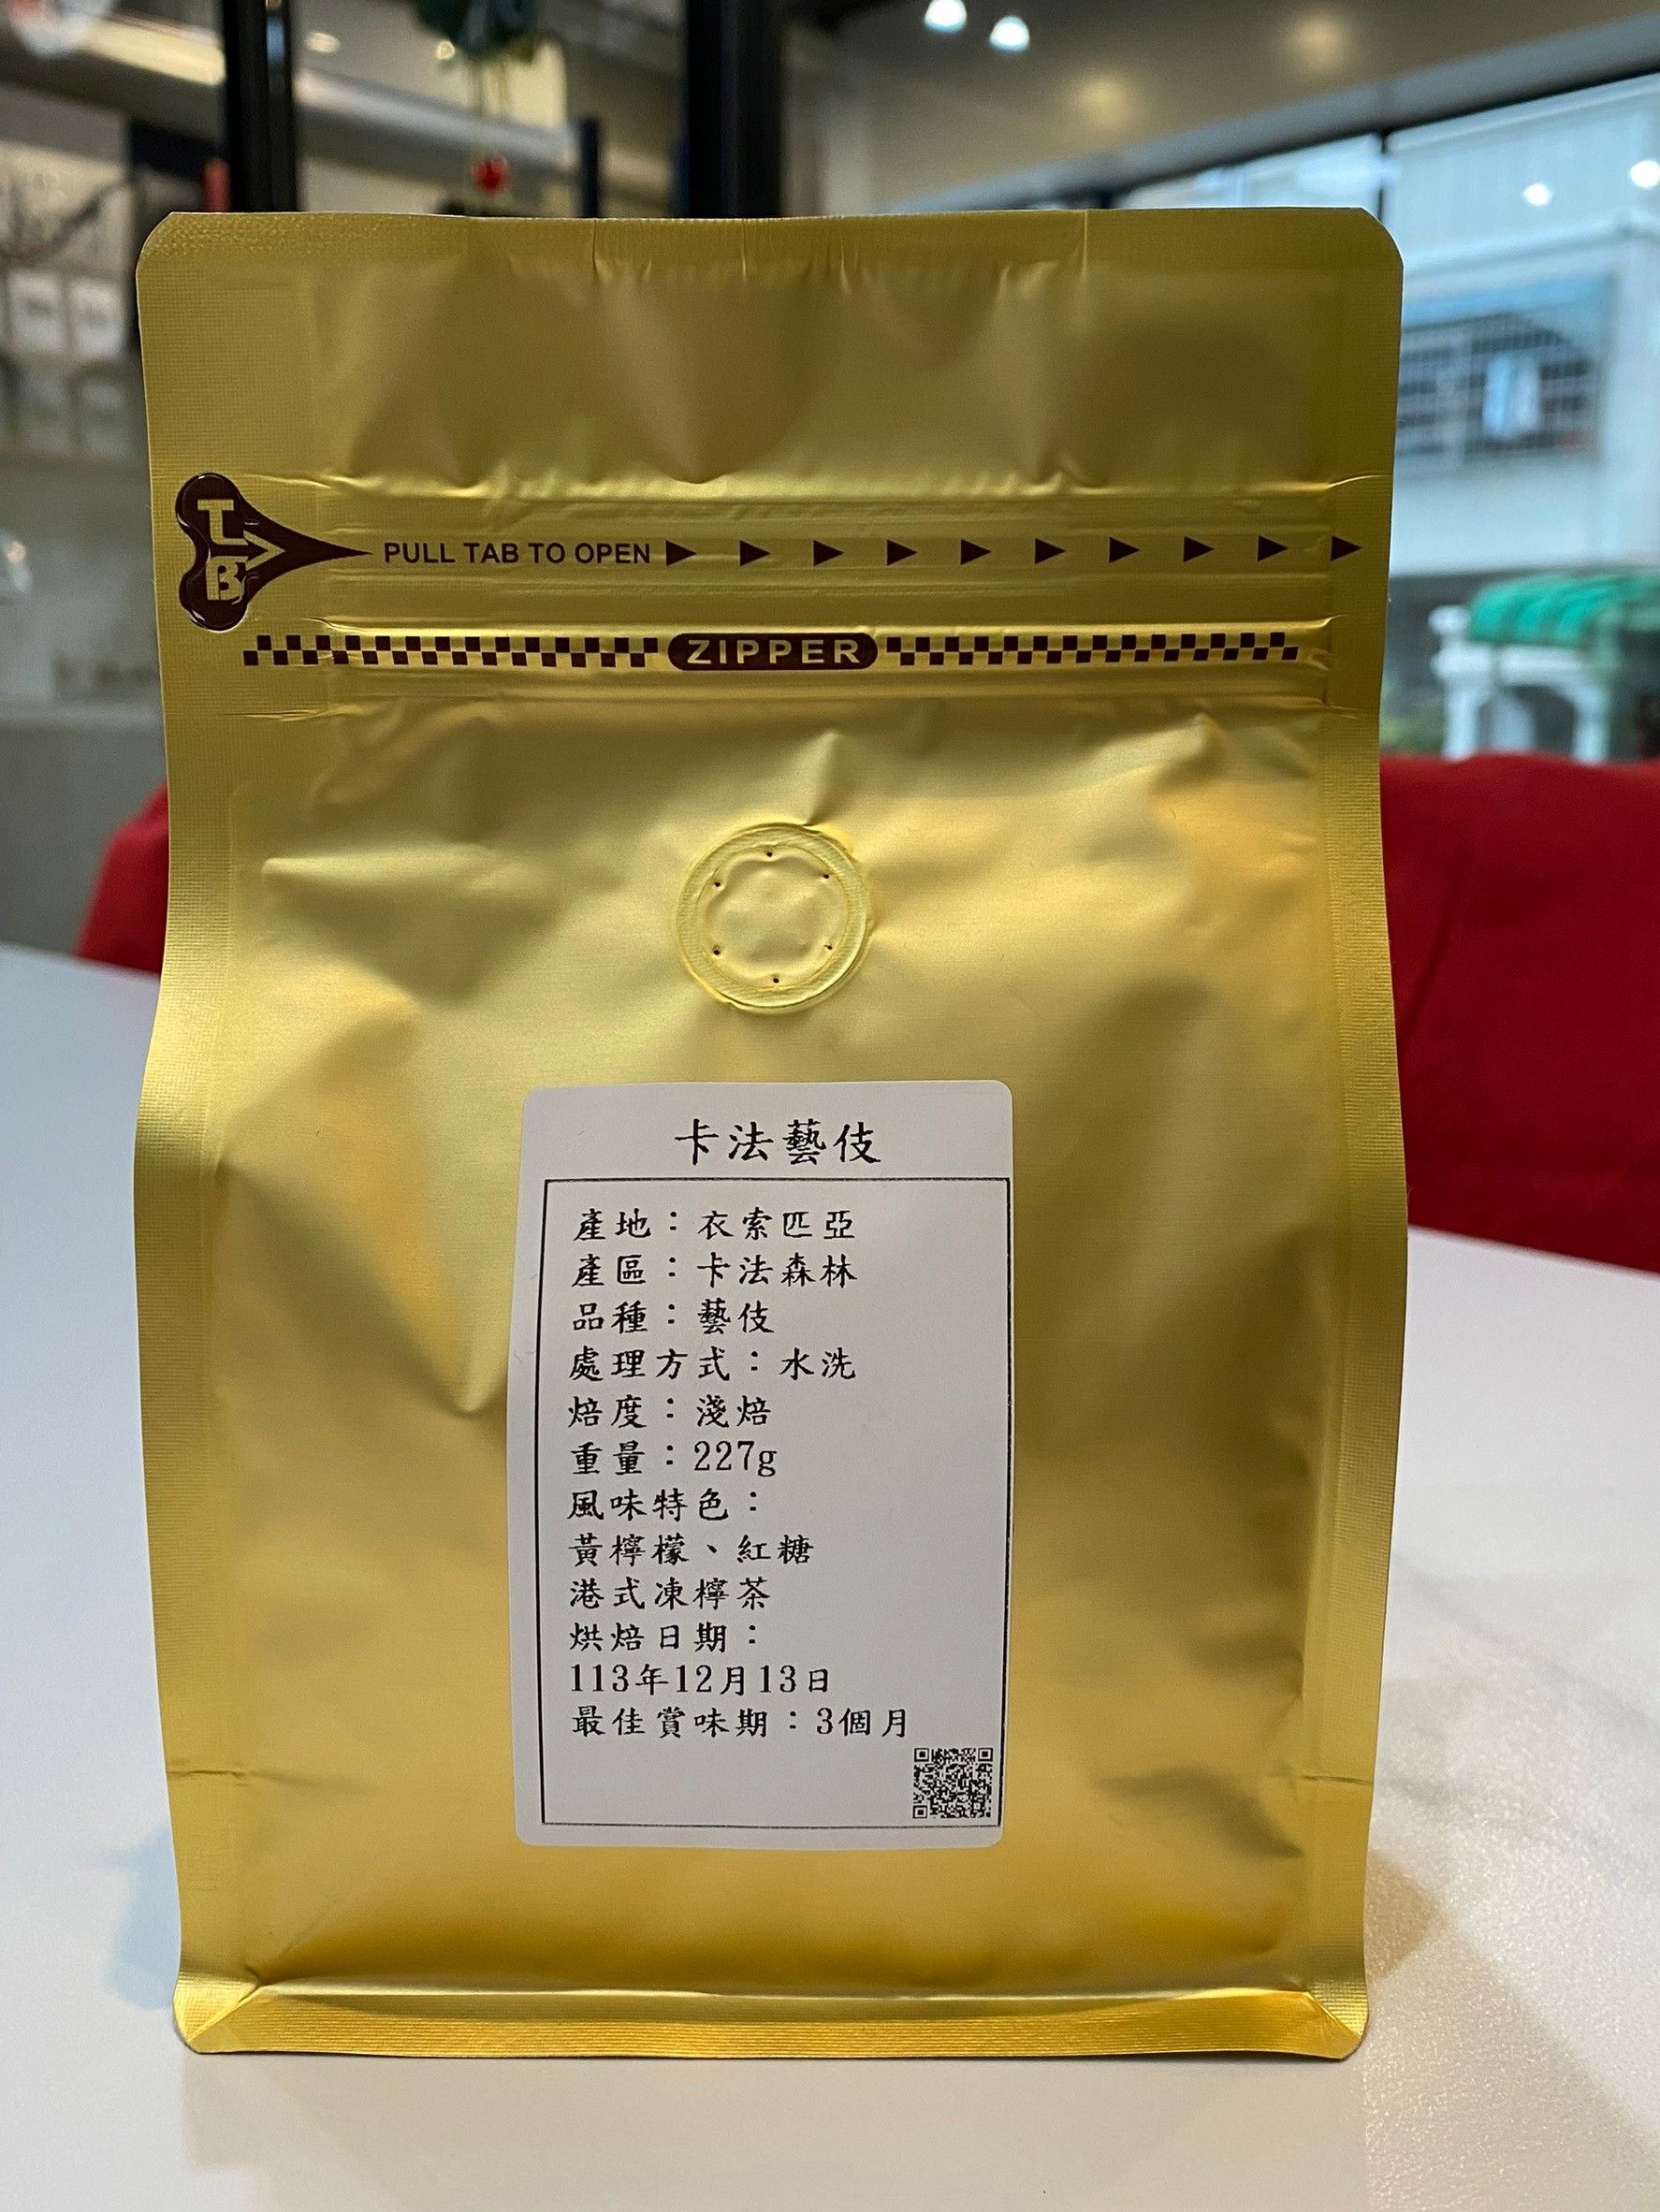 TAB
PULL TAB TO OPEN
ZIPPER
卡法藝伎
產地：衣索匹亞
產區：卡法森林
品種：藝伎
處理方式：水洗
焙度：淺焙
重量：227g
風味特色：
黃檸檬、紅糖
港式凍檸茶
烘焙日期：
113年12月13日
最佳賞味期：3個月